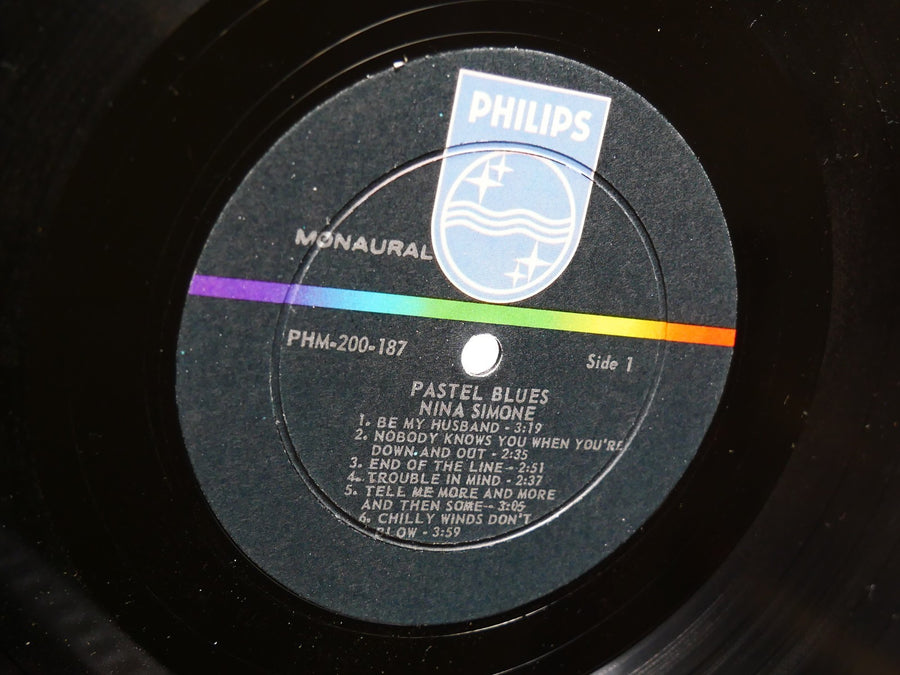 PHILIPS
MONAURAL
PHM-200-187
Side 1
PASTEL BLUES
NINA SIMONE
1. BE MY HUSBAND - 3:19
2. NOBODY KNOWS YOU WHEN YOU'RE
DOWN AND OUT - 2:35
3. END OF THE LINE - 2:51
4. TROUBLE IN MIND - 2:37
5. TELL ME MORE AND MORE
AND THEN SOME - 3:05
6. CHILLY WINDS DON'T
BLOW - 3:59